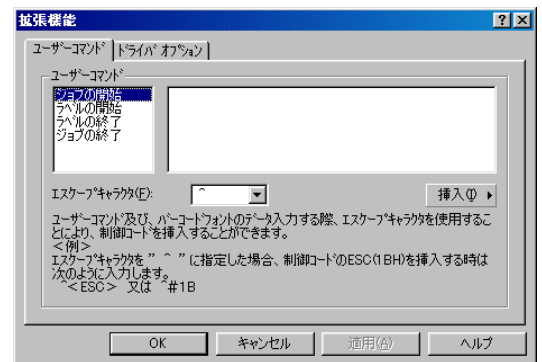 拡張機能
ユーザーコマンド ドライバ オプション
ユーザーコマンド
ジョブの開始
ラベルの開始
ラベルの終了
ジョブの終了
エスケープキャラクタ(F): ^ 挿入(I)
ユーザーコマンド及び、バーコードフォントのデータ入力する際、エスケープキャラクタを使用するこ
とにより、制御コードを挿入することができます。
<例>
エスケープキャラクタを ” ^ ” に指定した場合、制御コードのESC(1BH)を挿入する時は
次のように入力します。
^<ESC> 又は ^#1B
OK キャンセル 適用(A) ヘルプ